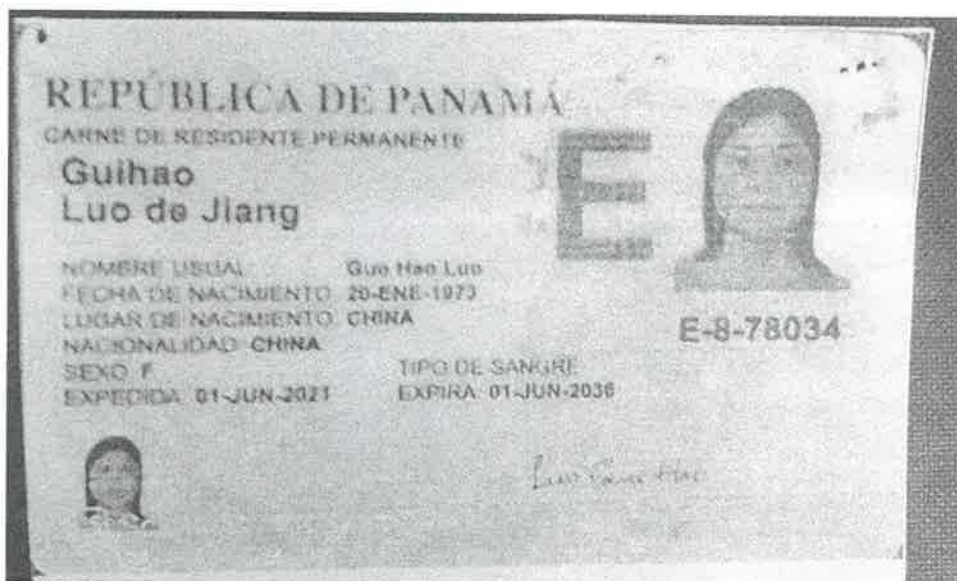 REPÚBLICA DE PANAMÁ
CARNE DE RESIDENTE PERMANENTE
Guihao
Luo de Jiang
E
NOMBRE USUAL Guo Hao Luo
FECHA DE NACIMIENTO 20-ENE-1973
LUGAR DE NACIMIENTO CHINA
NACIONALIDAD CHINA
SEXO F TIPO DE SANGRE
EXPEDIDA 01-JUN-2021 EXPIRA 01-JUN-2036
E-8-78034